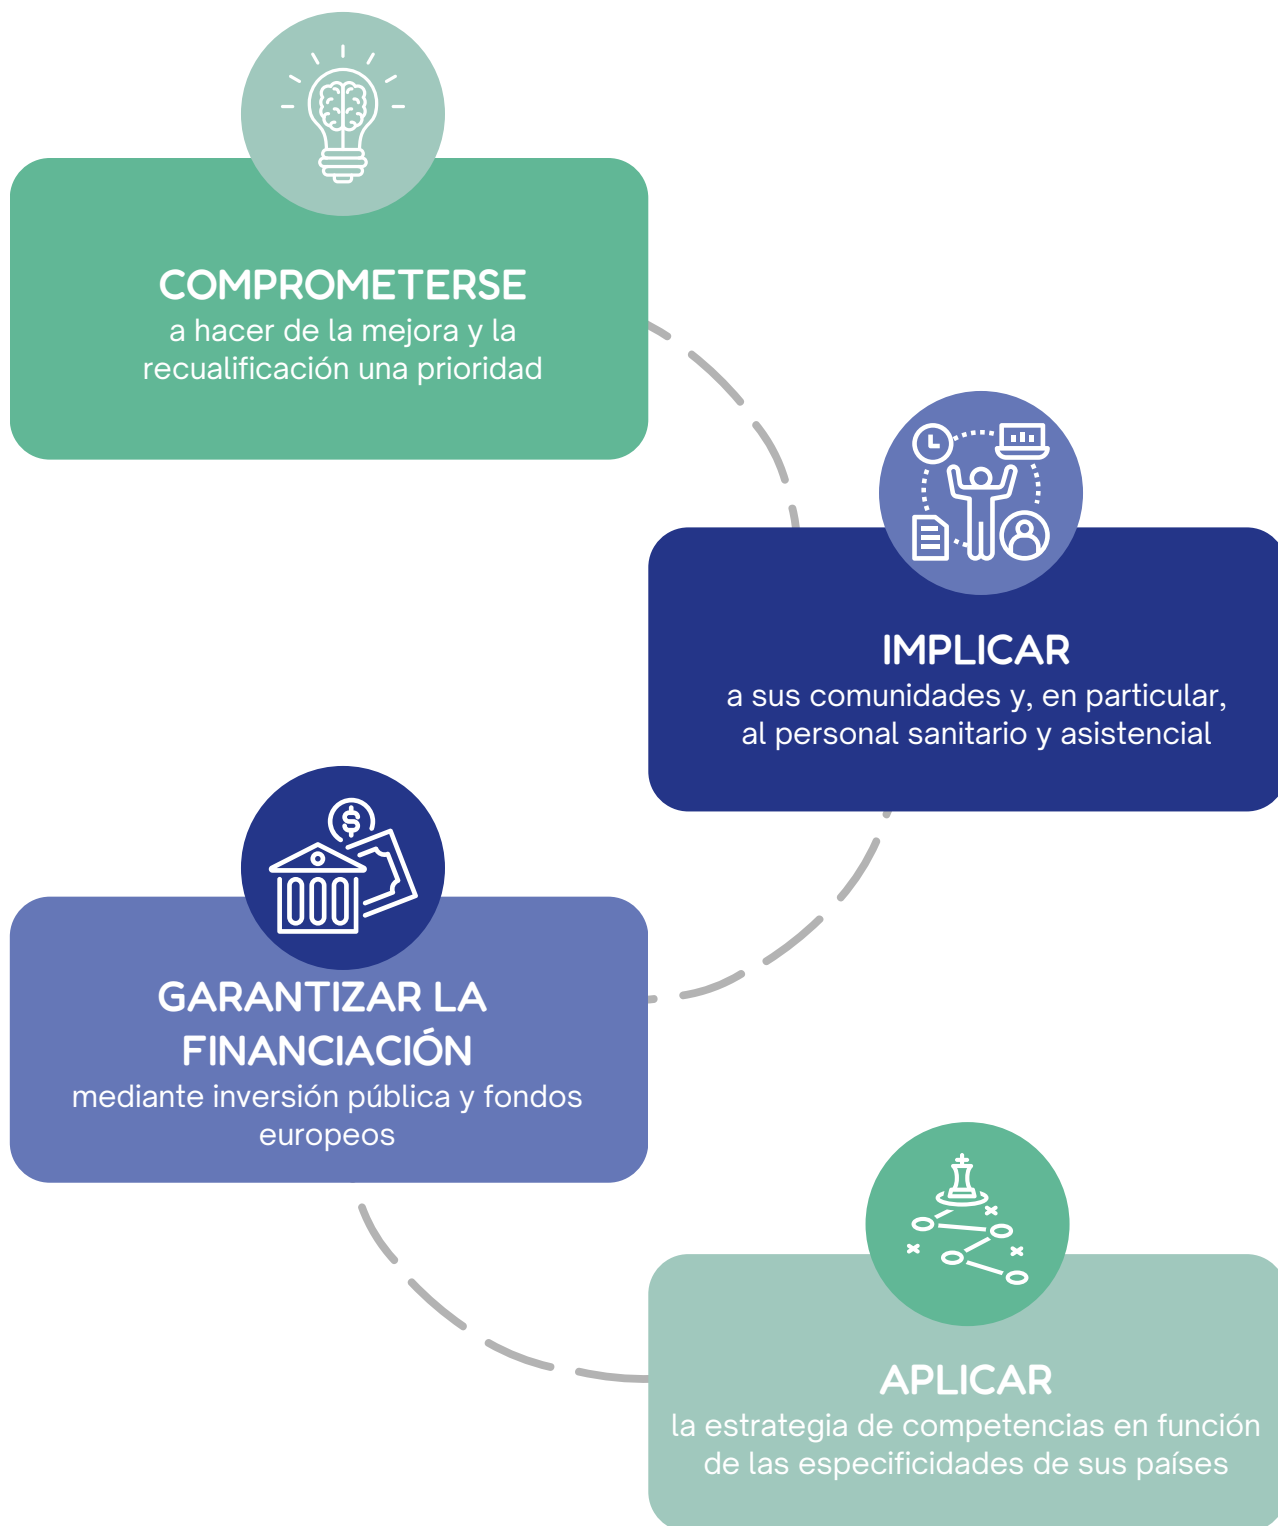 COMPROMETERSE
a hacer de la mejora y la
recualificación una prioridad
IMPLICAR
a sus comunidades y, en particular,
al personal sanitario y asistencial
GARANTIZAR LA
FINANCIACIÓN
mediante inversión pública y fondos
europeos
APLICAR
la estrategia de competencias en función
de las especificidades de sus países